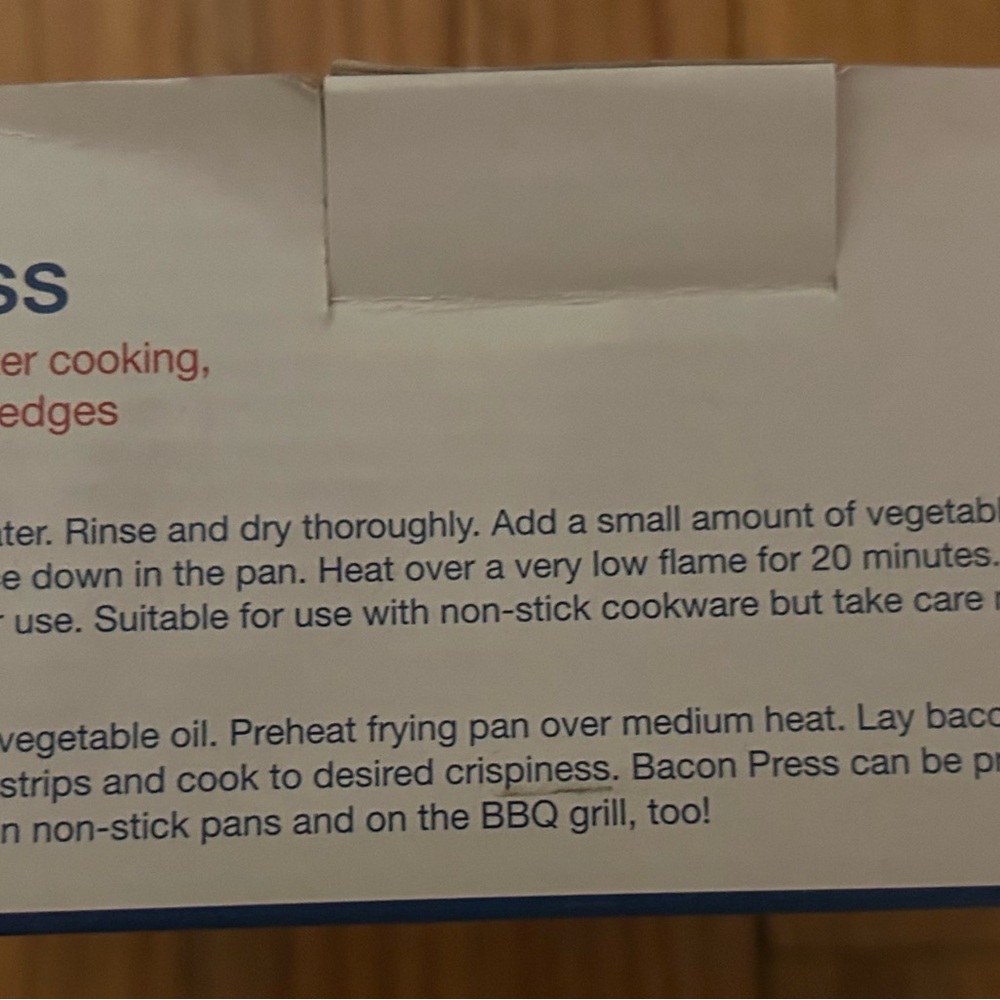 ss
er cooking,
edges
ter. Rinse and dry thoroughly. Add a small amount of vegetabl
e down in the pan. Heat over a very low flame for 20 minutes.
use. Suitable for use with non-stick cookware but take care
vegetable oil. Preheat frying pan over medium heat. Lay baco
strips and cook to desired crispiness. Bacon Press can be pr
n non-stick pans and on the BBQ grill, too!